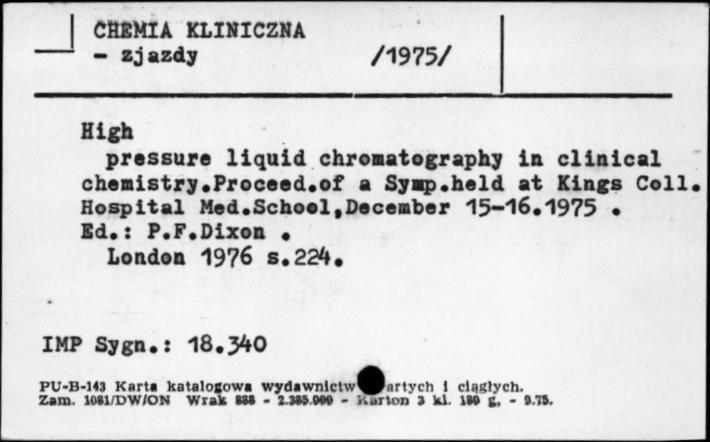 CHEMIA KLINICZNA
- zjazdy /1975/
High
pressure liquid chromatography in clinical
chemistry.Proceed.of a Symp.held at Kings Coll.
Hospital Med.School,December 15-16.1975 .
Ed.: P.F.Dixon .
London 1976 s.224.
IMP Sygn.: 18.340
PU-B-143 Karta katalogowa wydawnictw artych i ciągłych.
Zam. 1081/DW/ON Wrak 888 - 2.385.000 - Karton 3 kl. 180 g, - 9.75.